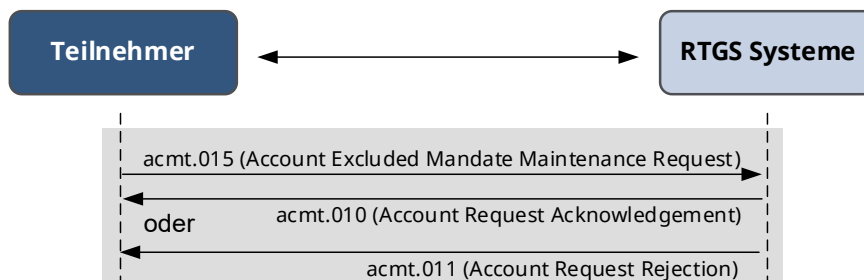 Teilnehmer
RTGS Systeme
acmt.015 (Account Excluded Mandate Maintenance Request)
acmt.010 (Account Request Acknowledgement)
oder
acmt.011 (Account Request Rejection)